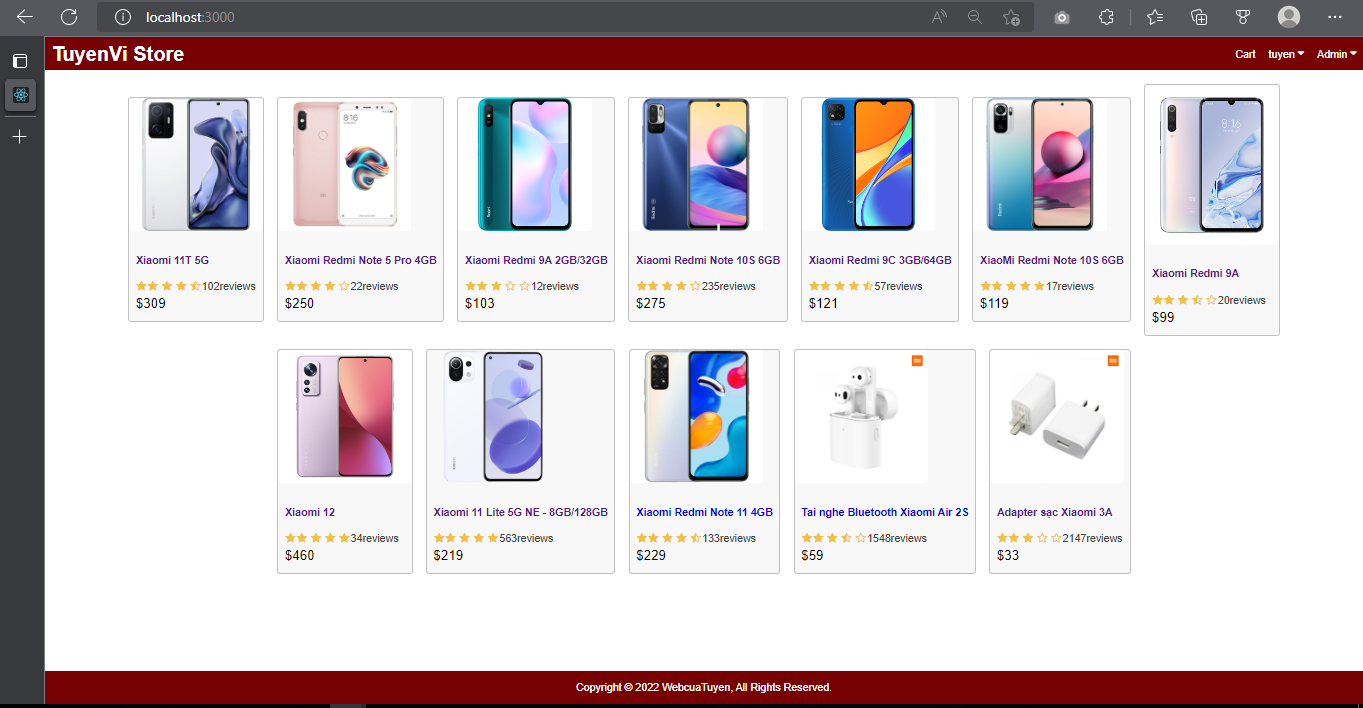 localhost:3000
TuyenVi Store
Cart tuyen Admin
8:16
Xiaomi 11T 5G
102reviews
$309
Xiaomi Redmi Note 5 Pro 4GB
22reviews
$250
Xiaomi Redmi 9A 2GB/32GB
12reviews
$103
Xiaomi Redmi Note 10S 6GB
235reviews
$275
Xiaomi Redmi 9C 3GB/64GB
57reviews
$121
XiaoMi Redmi Note 10S 6GB
17reviews
$119
8:16
Xiaomi Redmi 9A
20reviews
$99
Xiaomi 12
34reviews
$460
Xiaomi 11 Lite 5G NE - 8GB/128GB
563reviews
$219
Xiaomi Redmi Note 11 4GB
133reviews
$229
Tai nghe Bluetooth Xiaomi Air 2S
1548reviews
$59
Adapter sạc Xiaomi 3A
2147reviews
$33
Copyright © 2022 WebcuaTuyen, All Rights Reserved.